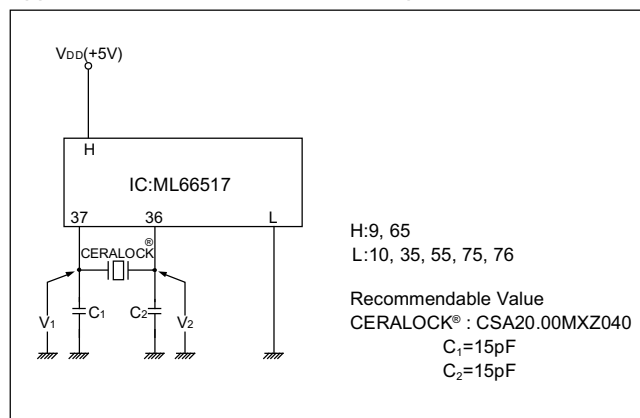 VDD(+5V)
H
IC:ML66517
37 36 L
CERALOCK®
V1 C1 C2 V2
H:9, 65
L:10, 35, 55, 75, 76
Recommendable Value
CERALOCK® : CSA20.00MXZ040
C1=15pF
C2=15pF